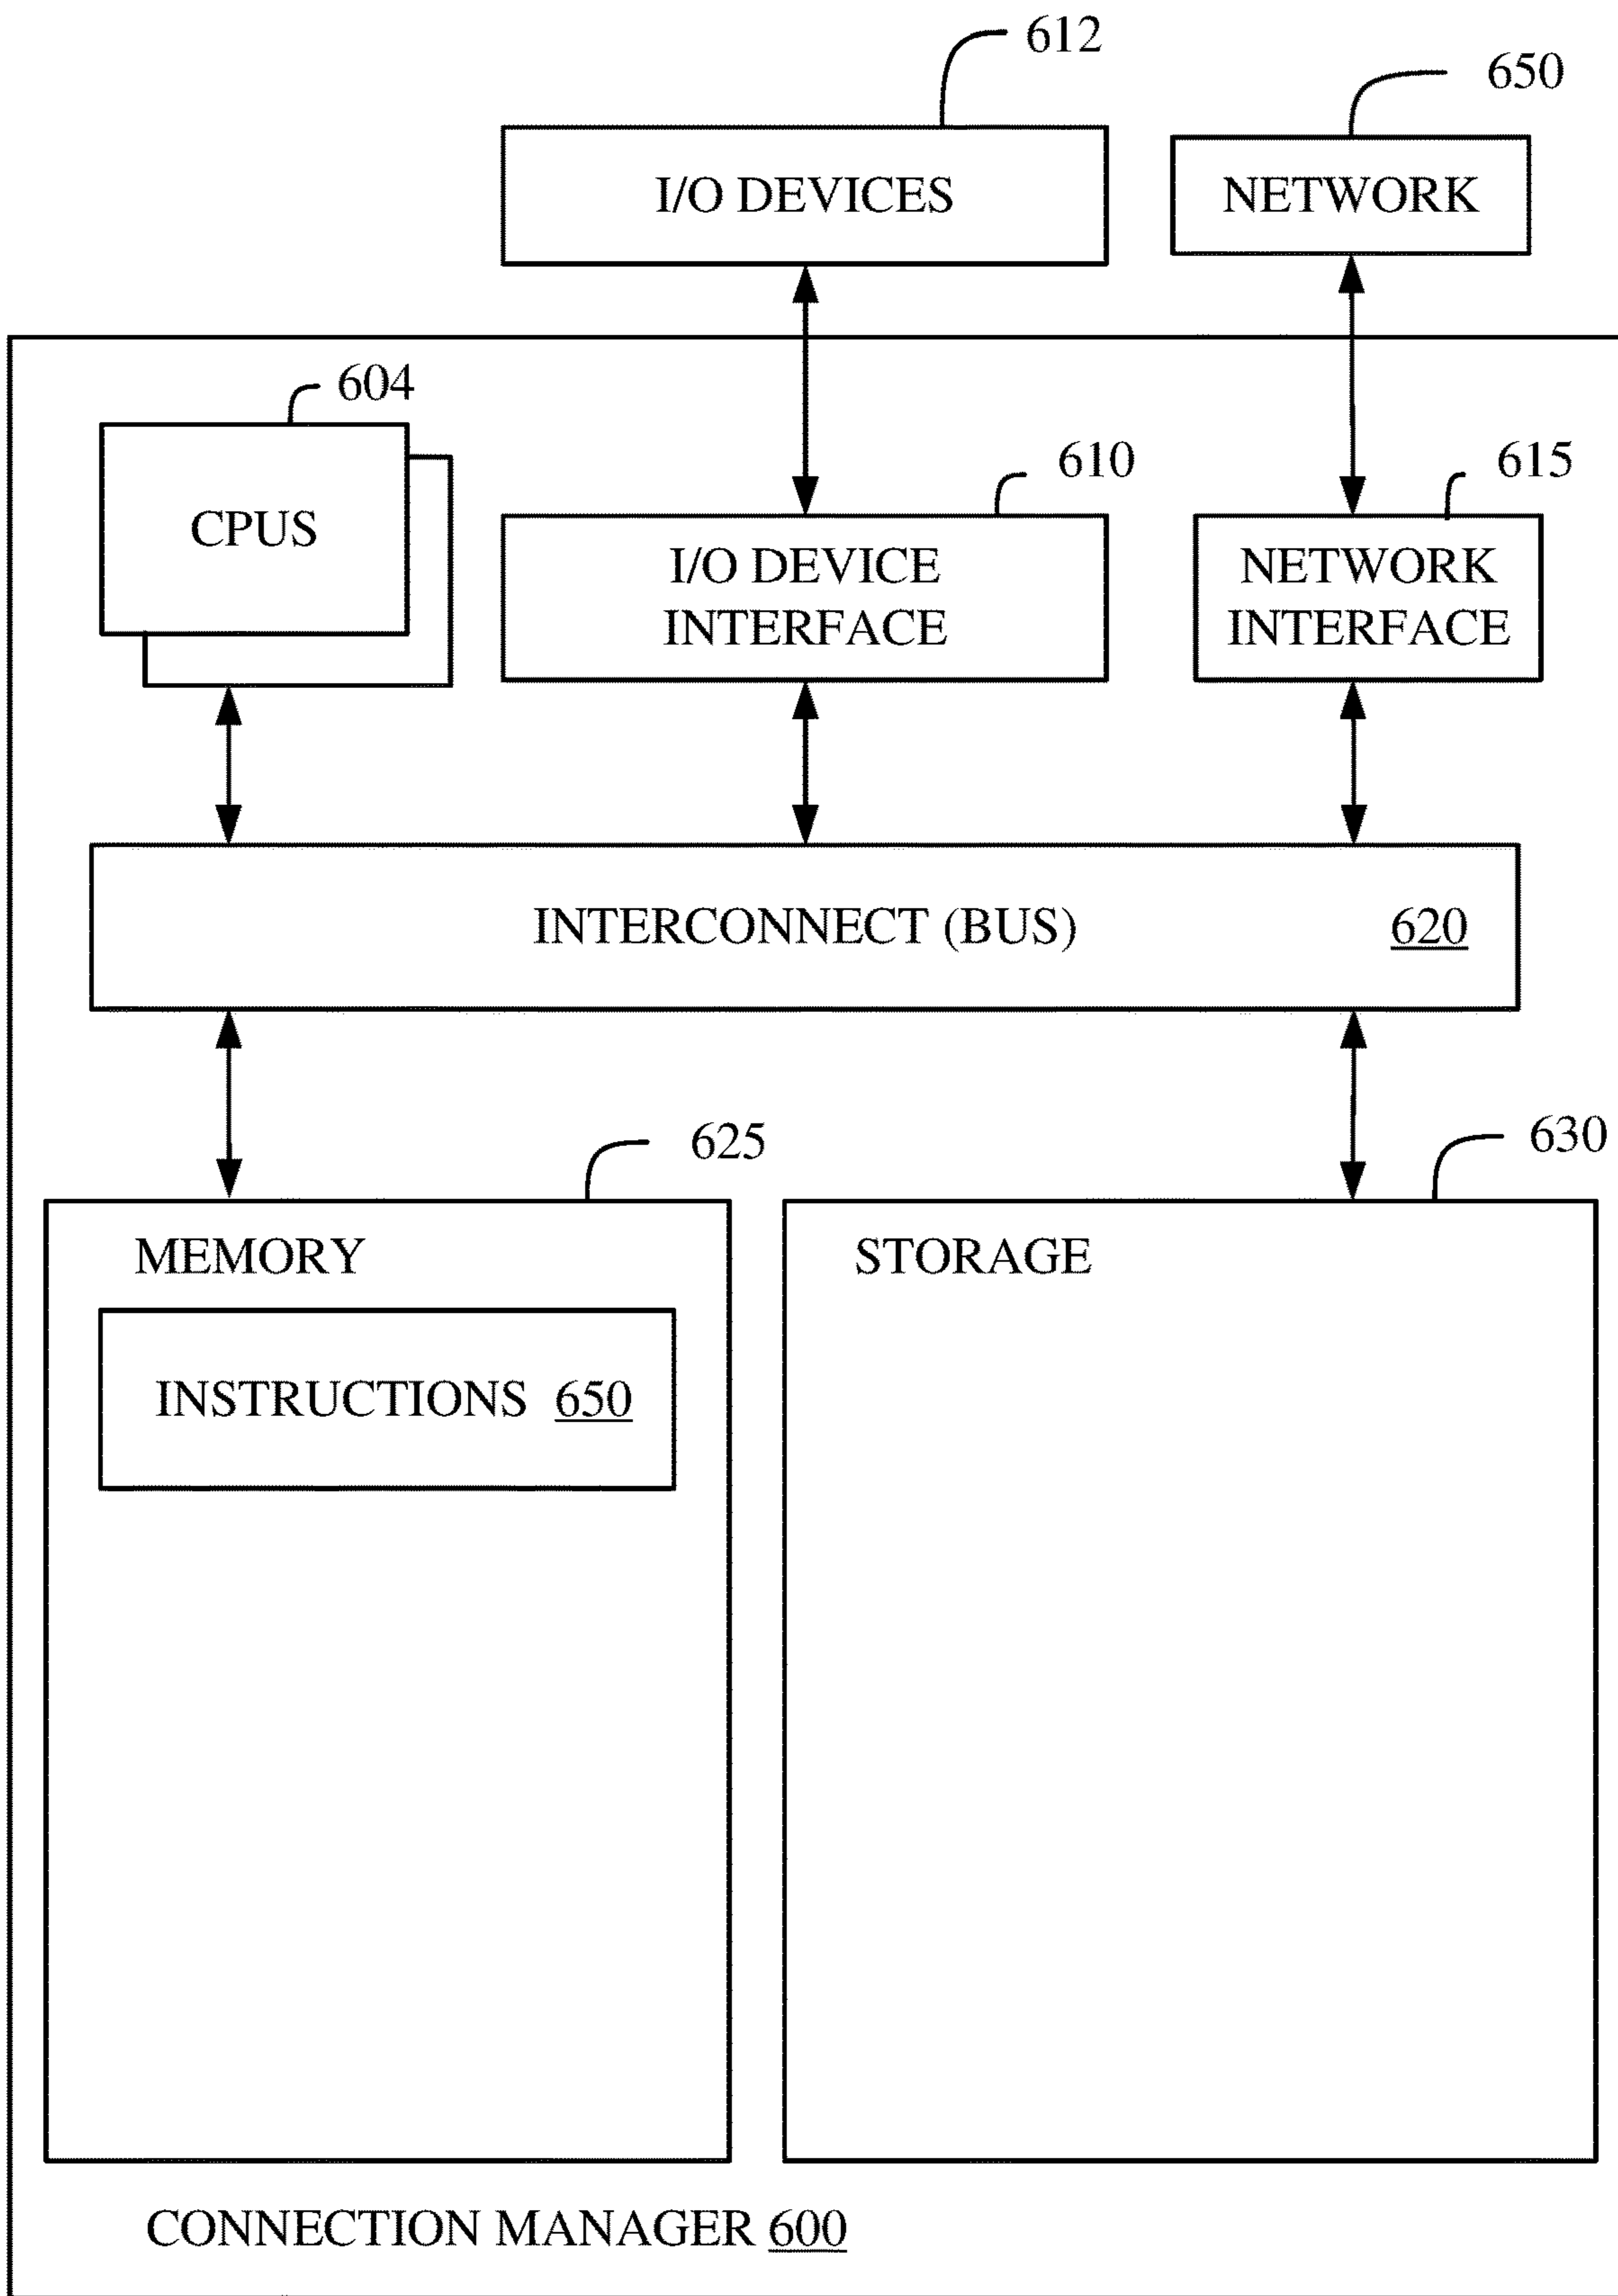 612
650
I/O DEVICES
NETWORK
604
610
615
CPUS
I/O DEVICE
INTERFACE
NETWORK
INTERFACE
INTERCONNECT (BUS) 620
625
630
MEMORY
STORAGE
INSTRUCTIONS 650
CONNECTION MANAGER 600